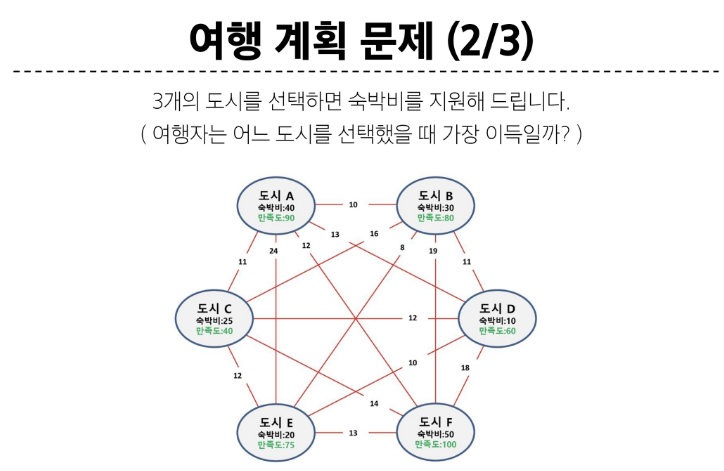 여행 계획 문제 (2/3)
3개의 도시를 선택하면 숙박비를 지원해 드립니다.
( 여행자는 어느 도시를 선택했을 때 가장 이득일까? )
도시 A
숙박비:40
만족도:90
10
도시 B
숙박비:30
만족도:80
13
16
24
12
8
19
11
11
도시 C
숙박비:25
만족도:40
12
도시 D
숙박비:10
만족도:60
12
10
18
14
도시 E
숙박비:20
만족도:75
13
도시 F
숙박비:50
만족도:100